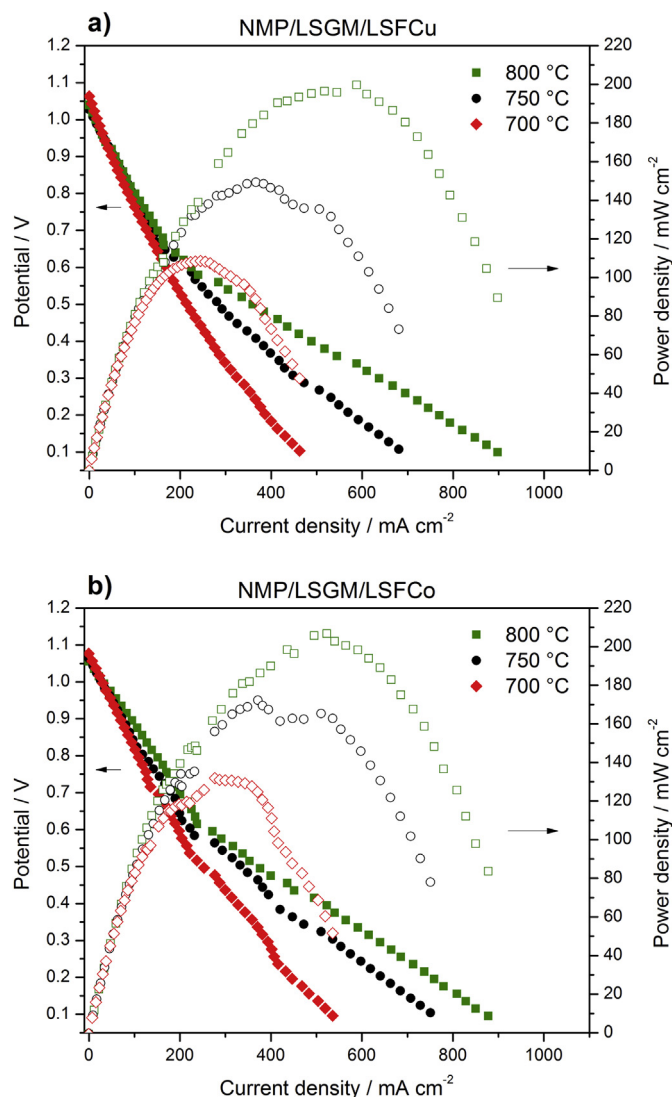 a)
NMP/LSGM/LSFCu
1.2
1.1
1.0
0.9
0.8
0.7
0.6
0.5
0.4
0.3
0.2
0.1
Potential / V
800 °C
750 °C
700 °C
220
200
180
160
140
120
100
80
60
40
20
0
Power density / mW cm-2
0 200 400 600 800 1000
Current density / mA cm-2
b)
NMP/LSGM/LSFCo
1.2
1.1
1.0
0.9
0.8
0.7
0.6
0.5
0.4
0.3
0.2
0.1
Potential / V
800 °C
750 °C
700 °C
220
200
180
160
140
120
100
80
60
40
20
0
Power density / mW cm-2
0 200 400 600 800 1000
Current density / mA cm-2